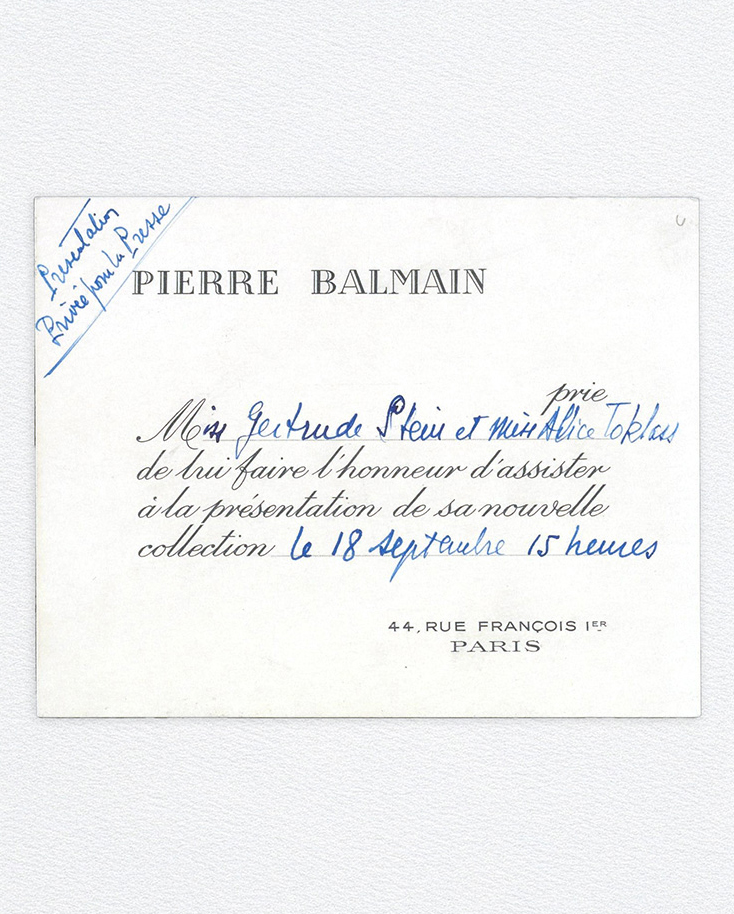 Présentation
Privée pour la Presse
PIERRE BALMAIN
prie
Miss Gertrude Stein et Miss Alice Toklass
de lui faire l'honneur d'assister
à la présentation de sa nouvelle
collection le 18 septembre 15 heures
44, RUE FRANÇOIS IER
PARIS